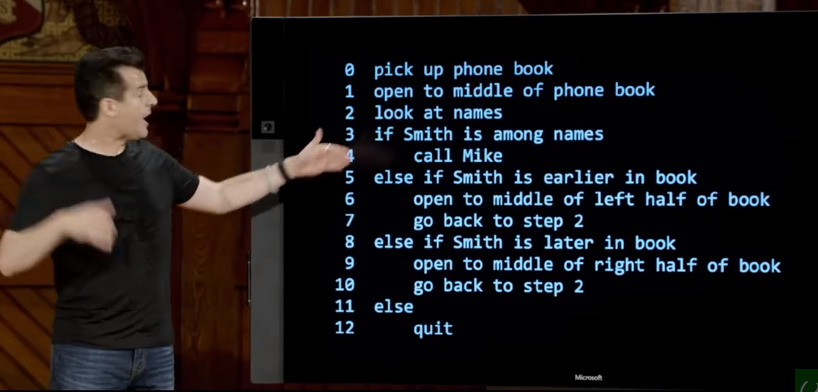 0 pick up phone book
1 open to middle of phone book
2 look at names
3 if Smith is among names
4 call Mike
5 else if Smith is earlier in book
6 open to middle of left half of book
7 go back to step 2
8 else if Smith is later in book
9 open to middle of right half of book
10 go back to step 2
11 else
12 quit
Microsoft